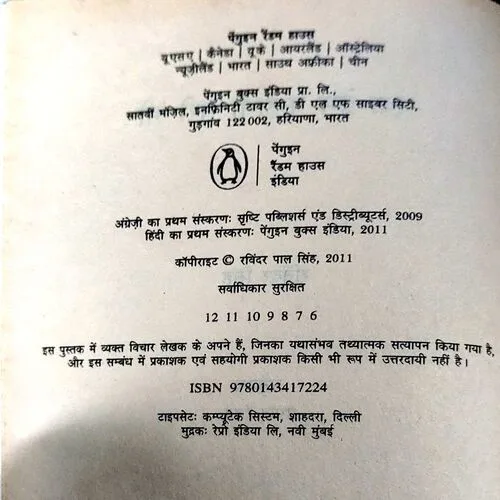 पेंगुइन रैंडम हाउस
यूएसए | कैनेडा | यू के | आयरलैंड | ऑस्ट्रेलिया
न्यूज़ीलैंड | भारत | साउथ अफ्रीका | चीन
पेंगुइन बुक्स इंडिया प्रा. लि.,
सातवीं मंज़िल, इनफ़िनिटी टावर सी, डी एल एफ साइबर सिटी,
गुड़गांव 122 002, हरियाणा, भारत
पेंगुइन
रैंडम हाउस
इंडिया
अंग्रेज़ी का प्रथम संस्करणः सृष्टि पब्लिशर्स एंड डिस्ट्रीब्यूटर्स, 2009
हिंदी का प्रथम संस्करणः पेंगुइन बुक्स इंडिया, 2011
कॉपीराइट © रविंदर पाल सिंह, 2011
सर्वाधिकार सुरक्षित
12 11 10 9 8 7 6
इस पुस्तक में व्यक्त विचार लेखक के अपने हैं, जिनका यथासंभव तथ्यात्मक सत्यापन किया गया है,
और इस सम्बंध में प्रकाशक एवं सहयोगी प्रकाशक किसी भी रूप में उत्तरदायी नहीं है।
ISBN 9780143417224
टाइपसेटः कम्प्यूटेक सिस्टम, शाहदरा, दिल्ली
मुद्रकः रेप्रो इंडिया लि, नवी मुंबई